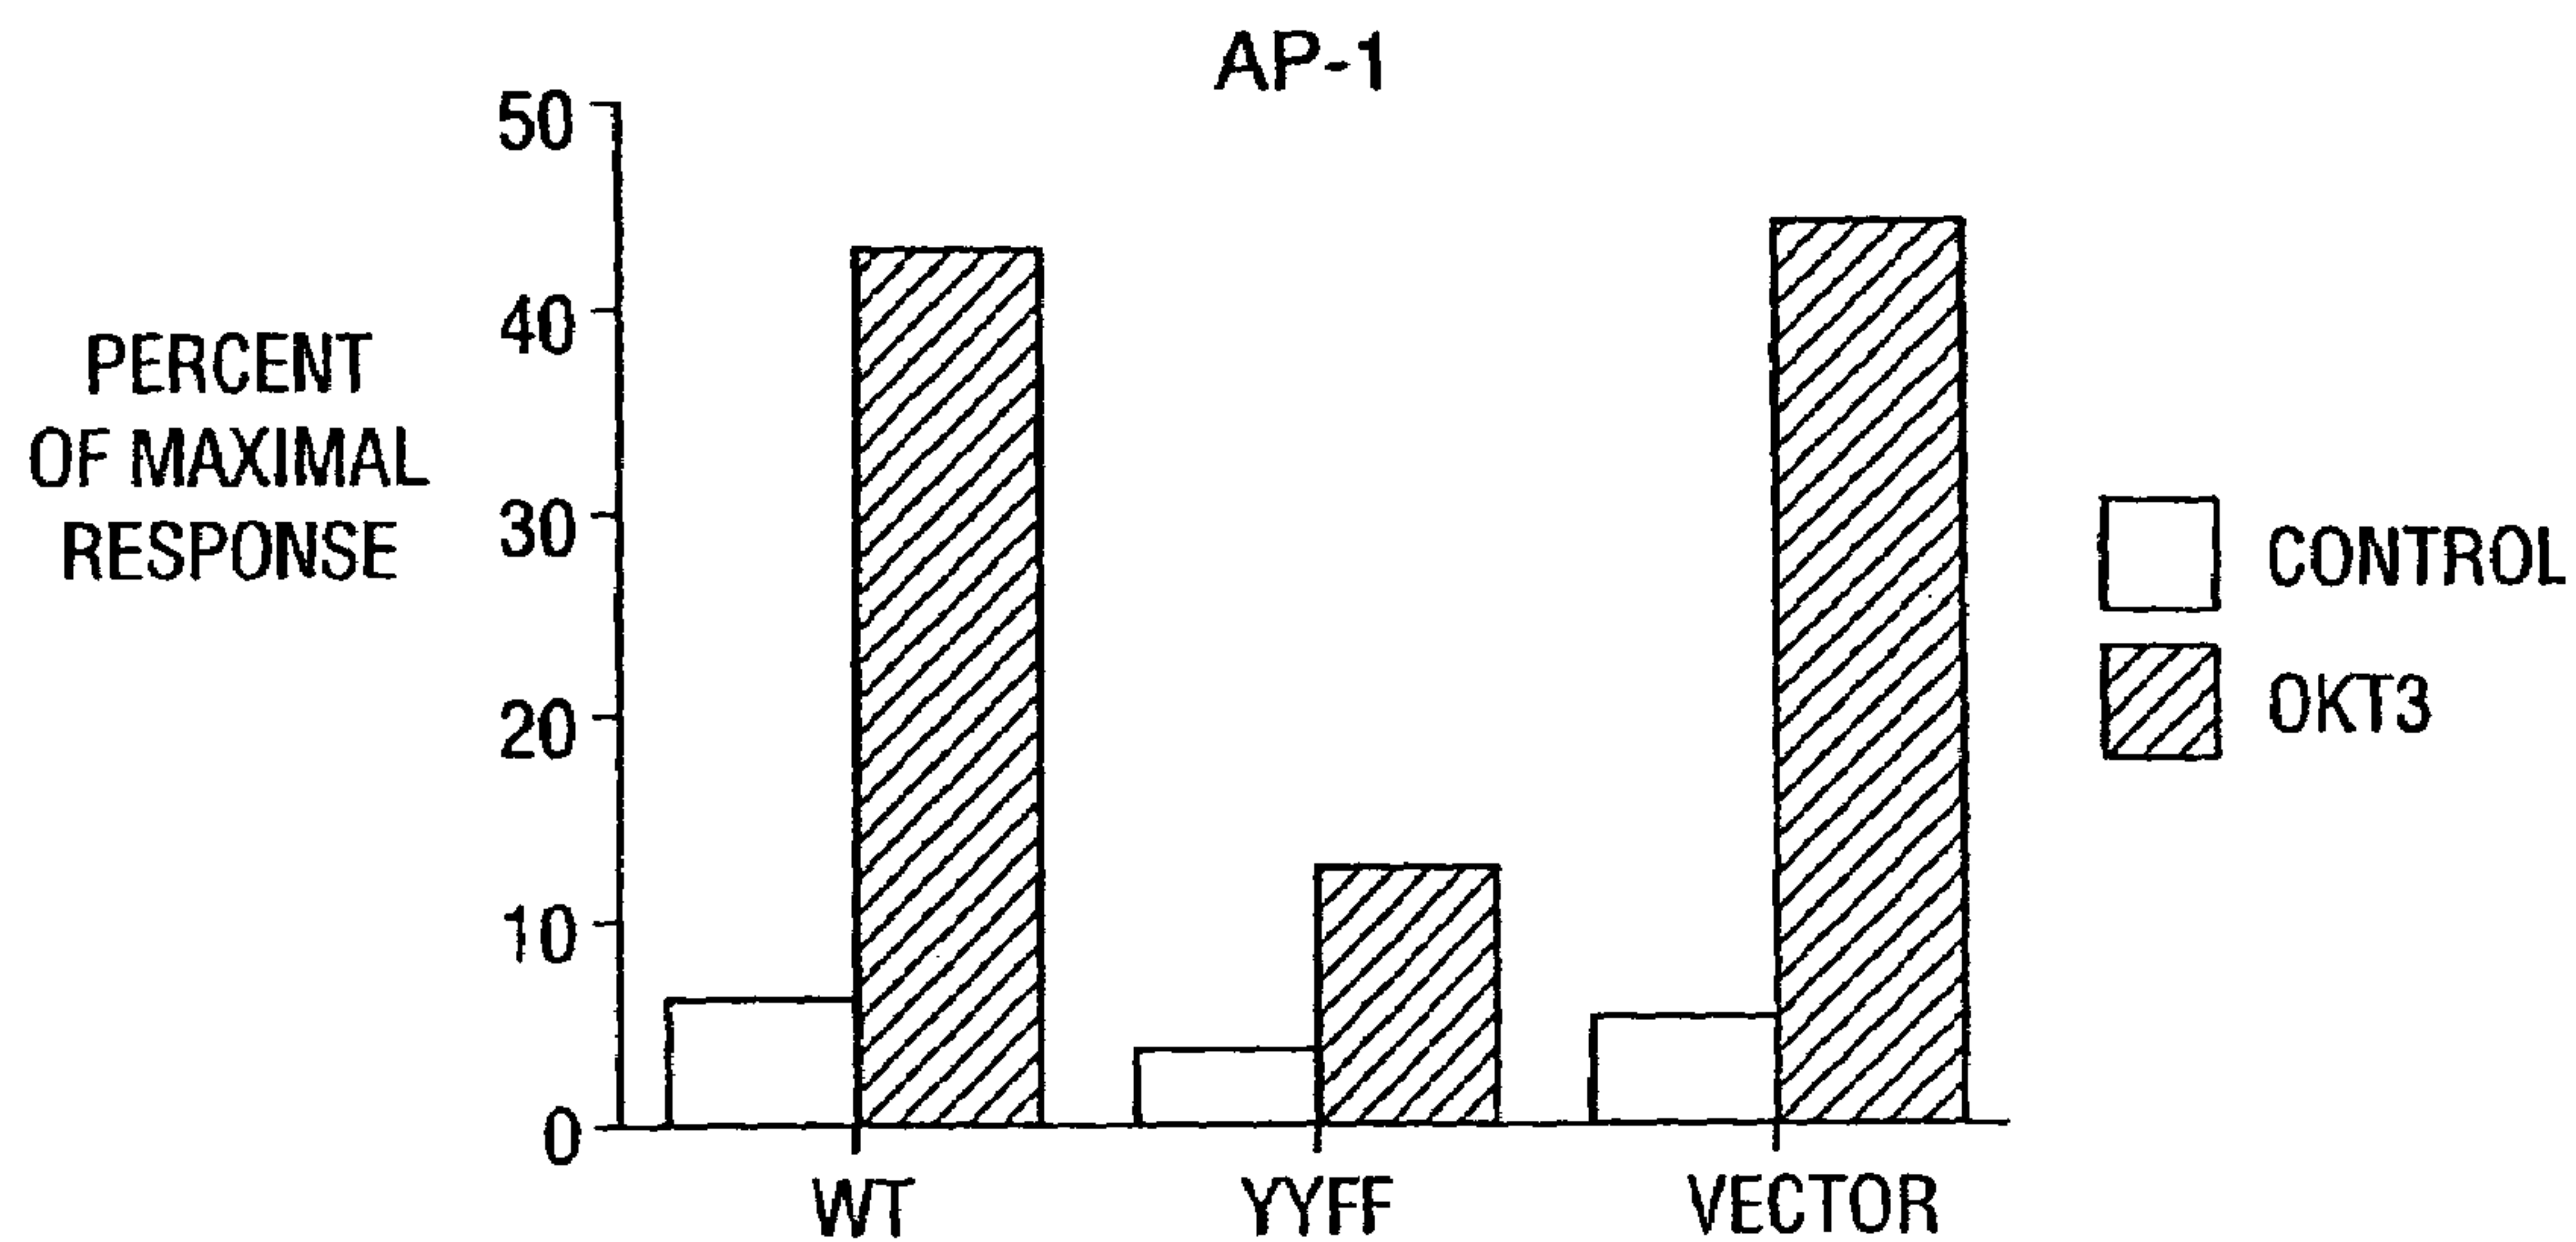 AP-1
PERCENT
OF MAXIMAL
RESPONSE
50
40
30
20
10
0
WT
YYFF
VECTOR
CONTROL
OKT3